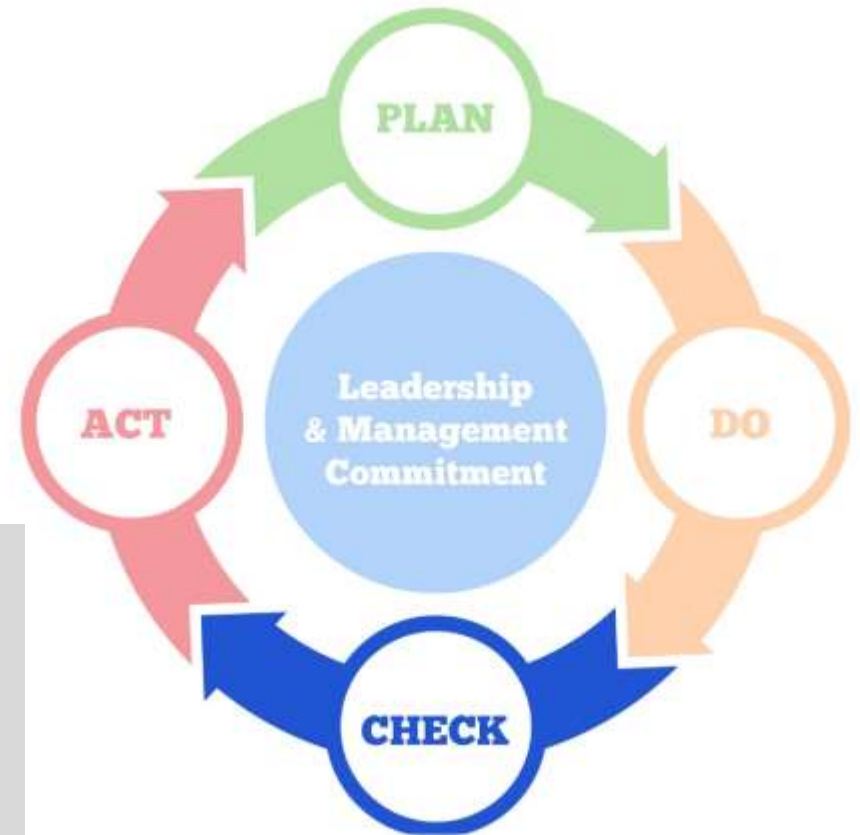 PLAN
Leadership
& Management
Commitment
ACT
DO
CHECK